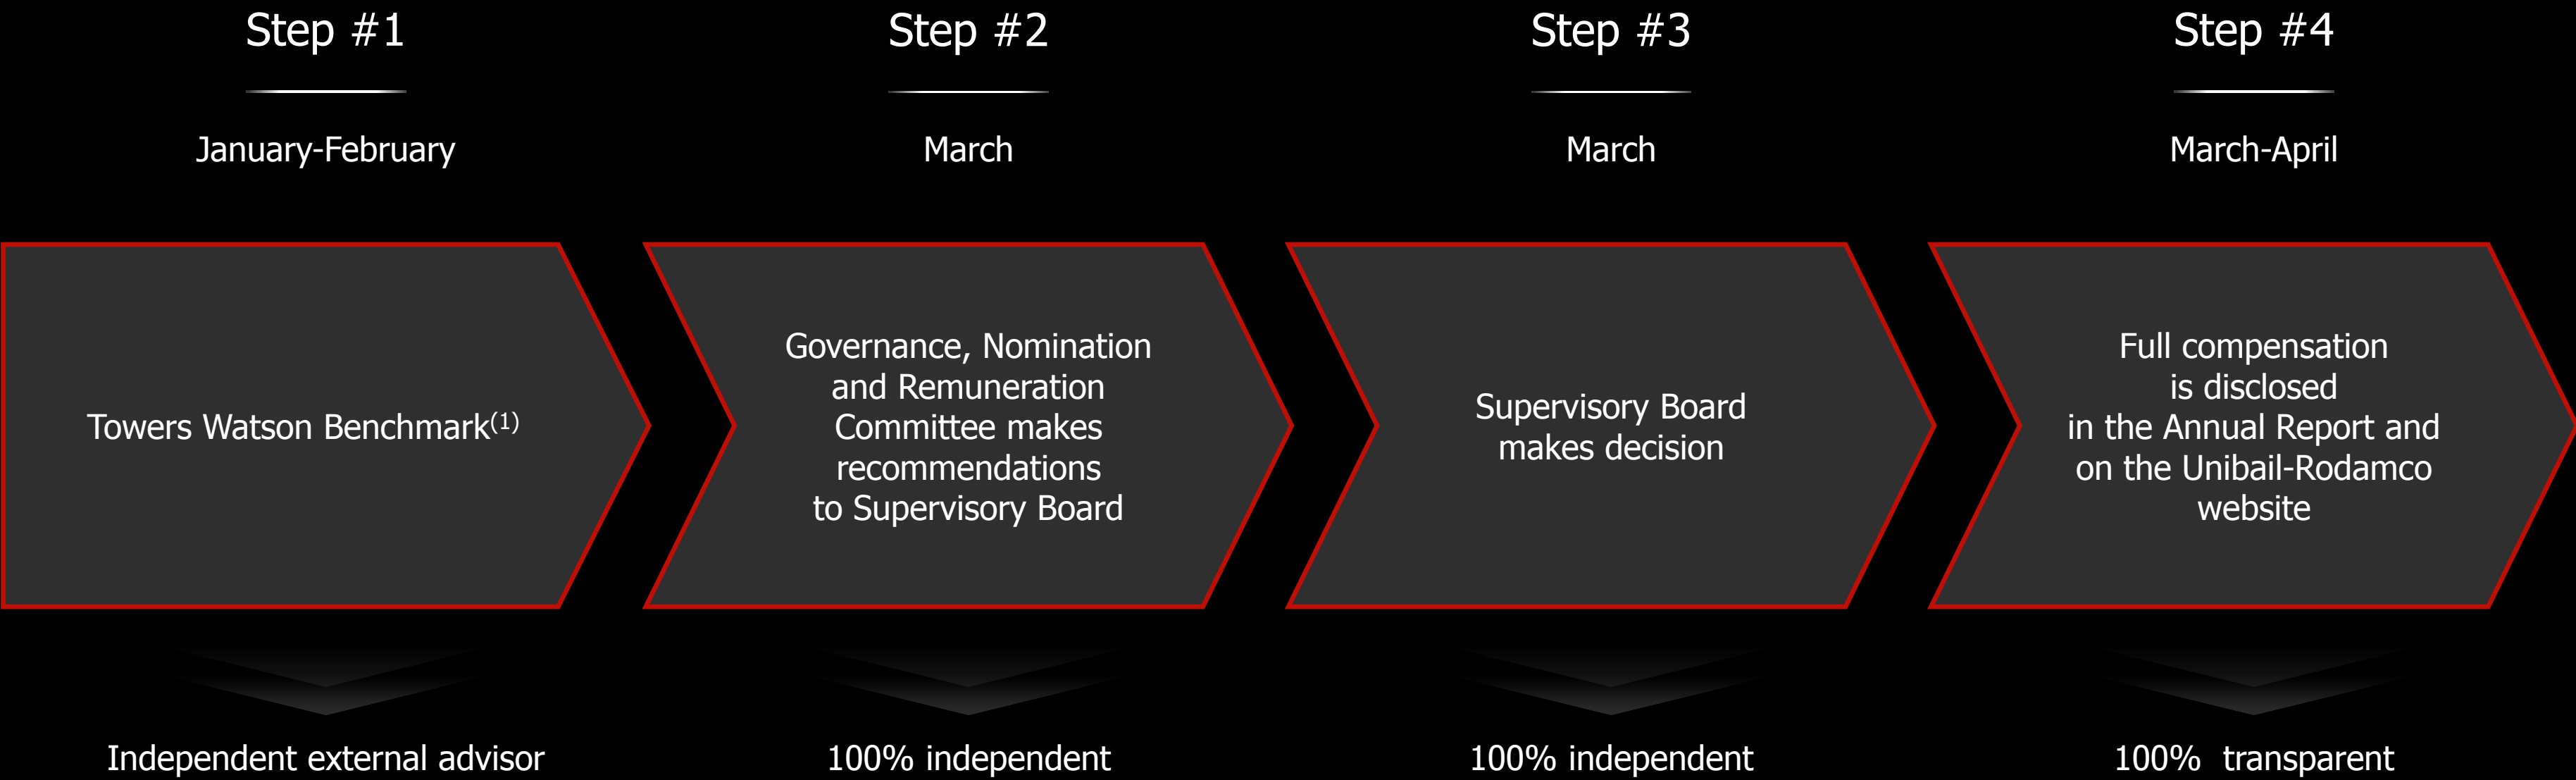 Step #1
January-February
Towers Watson Benchmark(1)
Independent external advisor
Step #2
March
Governance, Nomination
and Remuneration
Committee makes
recommendations
to Supervisory Board
100% independent
Step #3
March
Supervisory Board
makes decision
100% independent
Step #4
March-April
Full compensation
is disclosed
in the Annual Report and
on the Unibail-Rodamco
website
100% transparent